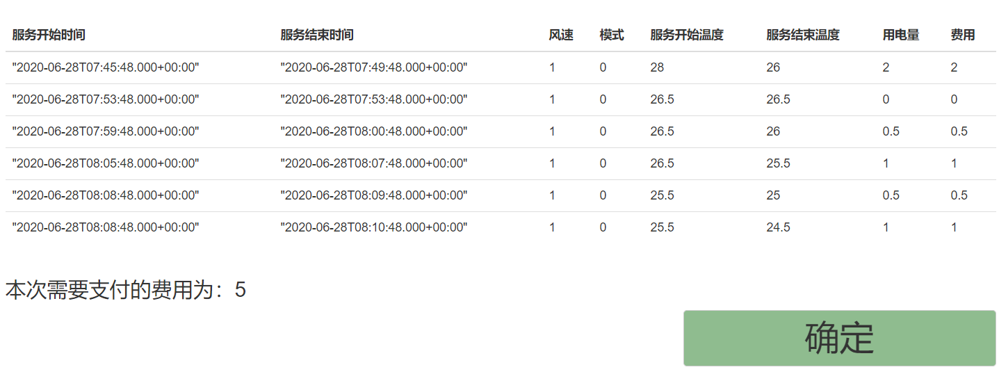 服务开始时间 服务结束时间 风速 模式 服务开始温度 服务结束温度 用电量 费用
"2020-06-28T07:45:48.000+00:00" "2020-06-28T07:49:48.000+00:00" 1 0 28 26 2 2
"2020-06-28T07:53:48.000+00:00" "2020-06-28T07:53:48.000+00:00" 1 0 26.5 26.5 0 0
"2020-06-28T07:59:48.000+00:00" "2020-06-28T08:00:48.000+00:00" 1 0 26.5 26 0.5 0.5
"2020-06-28T08:05:48.000+00:00" "2020-06-28T08:07:48.000+00:00" 1 0 26.5 25.5 1 1
"2020-06-28T08:08:48.000+00:00" "2020-06-28T08:09:48.000+00:00" 1 0 25.5 25 0.5 0.5
"2020-06-28T08:08:48.000+00:00" "2020-06-28T08:10:48.000+00:00" 1 0 25.5 24.5 1 1
本次需要支付的费用为：5
确定